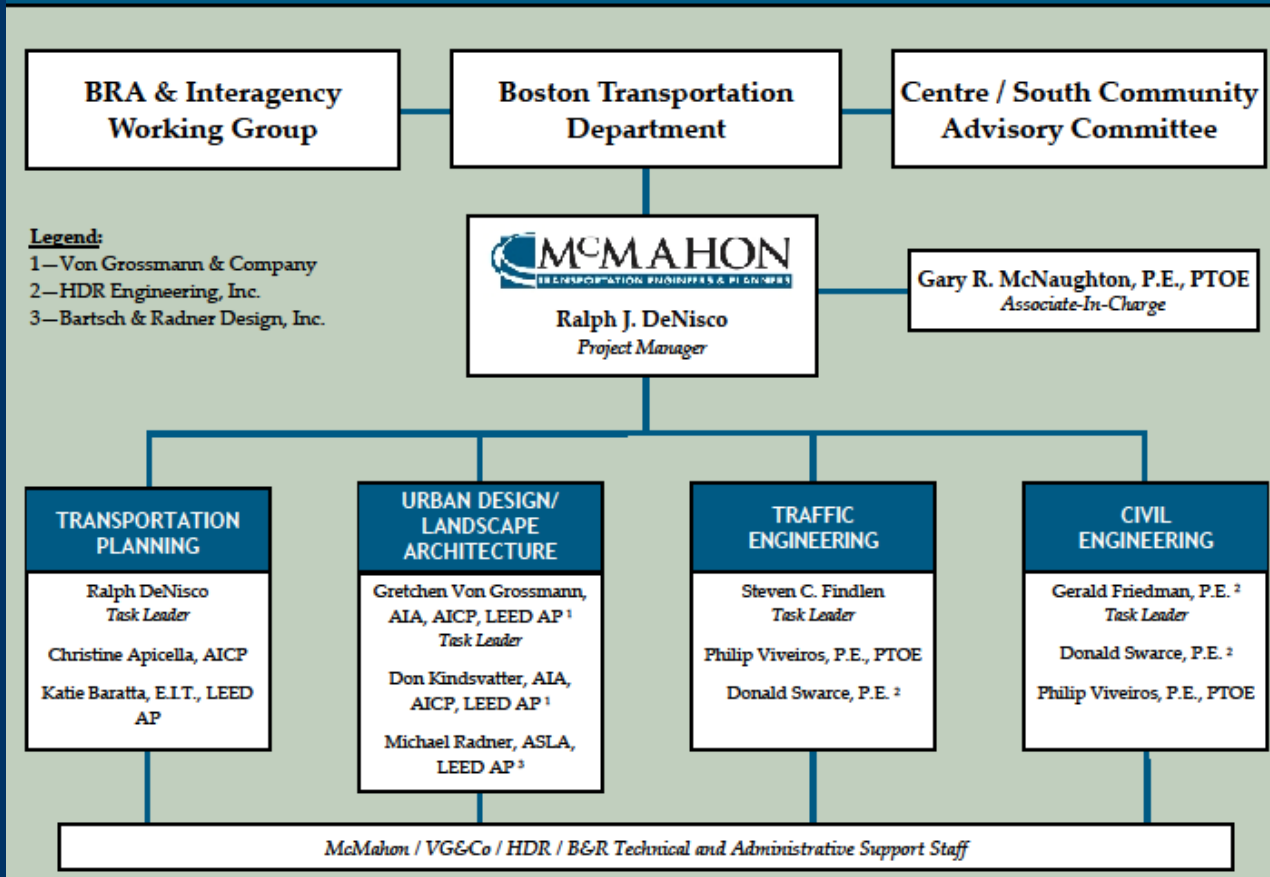 BRA & Interagency
Working Group
Boston Transportation
Department
Centre / South Community
Advisory Committee
Legend:
1—Von Grossmann & Company
2—HDR Engineering, Inc.
3—Bartsch & Radner Design, Inc.
McMAHON
TRANSPORTATION ENGINEERS & PLANNERS
Ralph J. DeNisco
Project Manager
Gary R. McNaughton, P.E., PTOE
Associate-In-Charge
TRANSPORTATION
PLANNING
Ralph DeNisco
Task Leader
Christine Apicella, AICP
Katie Baratta, E.I.T., LEED
AP
URBAN DESIGN/
LANDSCAPE
ARCHITECTURE
Gretchen Von Grossmann,
AIA, AICP, LEED AP ¹
Task Leader
Don Kindsvatter, AIA,
AICP, LEED AP ¹
Michael Radner, ASLA,
LEED AP ³
TRAFFIC
ENGINEERING
Steven C. Findlen
Task Leader
Philip Viveiros, P.E., PTOE
Donald Swarce, P.E. ²
CIVIL
ENGINEERING
Gerald Friedman, P.E. ²
Task Leader
Donald Swarce, P.E. ²
Philip Viveiros, P.E., PTOE
McMahon / VG&Co / HDR / B&R Technical and Administrative Support Staff